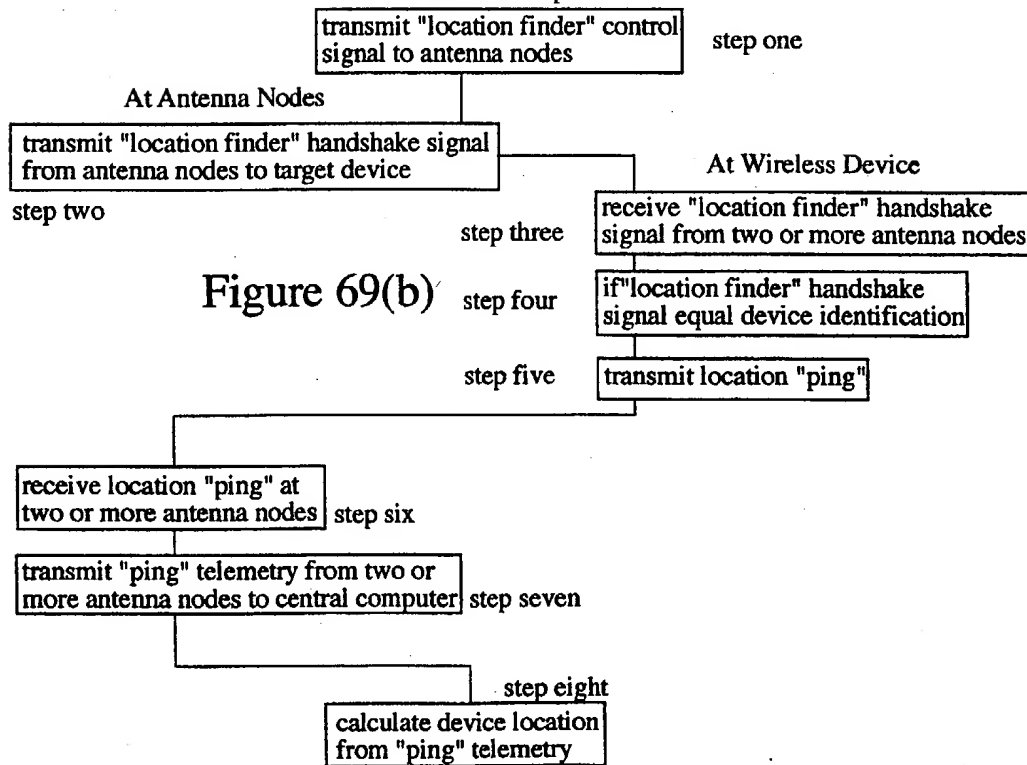 transmit "location finder" control
signal to antenna nodes
step one
At Antenna Nodes
transmit "location finder" handshake signal
from antenna nodes to target device
step two
At Wireless Device
receive "location finder" handshake
signal from two or more antenna nodes
step three
Figure 69(b)
step four
if"location finder" handshake
signal equal device identification
step five
transmit location "ping"
receive location "ping" at
two or more antenna nodes
step six
transmit "ping" telemetry from two or
more antenna nodes to central computer
step seven
step eight
calculate device location
from "ping" telemetry